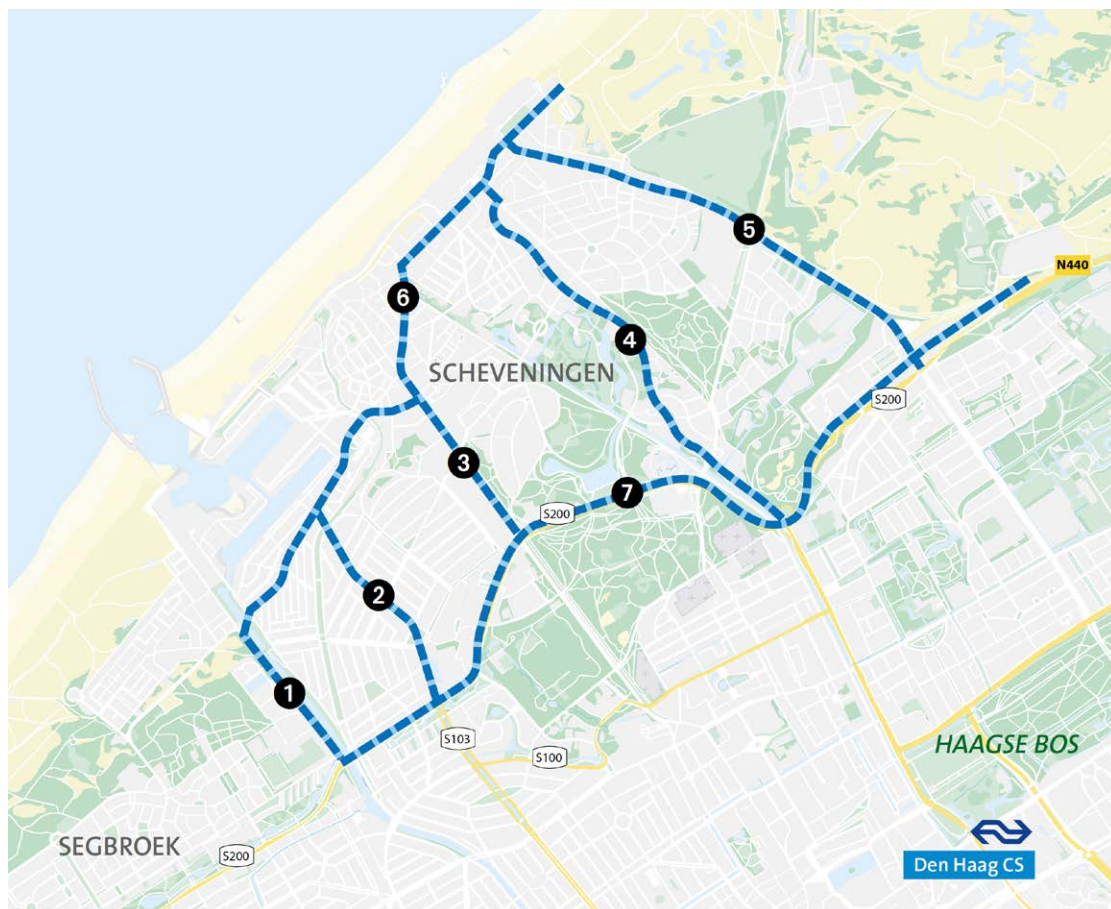 5
N440
6
4
SCHEVENINGEN
S200
3
7
S200
2
1
S103
HAAGSE BOS
S100
SEGBROEK
S200
Den Haag CS